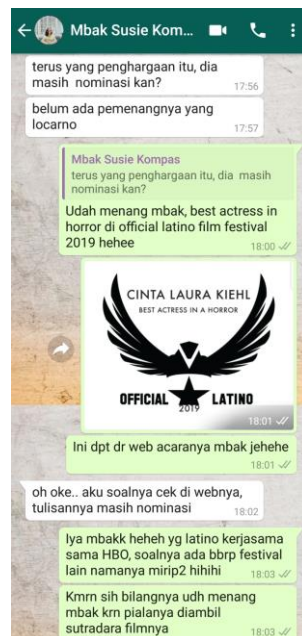 Mbak Susie Kom...
terus yang penghargaan itu, dia
masih nominasi kan?
17:56
belum ada pemenangnya yang
locarno
17:57
Mbak Susie Kompas
terus yang penghargaan itu, dia masih
nominasi kan?
Udah menang mbak, best actress in
horror di official latino film festival
2019 hehee
18:00
CINTA LAURA KIEHL
BEST ACTRESS IN A HORROR
OFFICIAL LATINO
2019
18:01
Ini dpt dr web acaranya mbak jehehe
18:01
oh oke.. aku soalnya cek di webnya,
tulisannya masih nominasi
18:02
Iya mbakk heheh yg latino kerjasama
sama HBO, soalnya ada bbrp festival
lain namanya mirip2 hihihi
18:03
Kmrn sih bilangnya udh menang
mbak krn pialanya diambil
sutradara filmnya
18:03